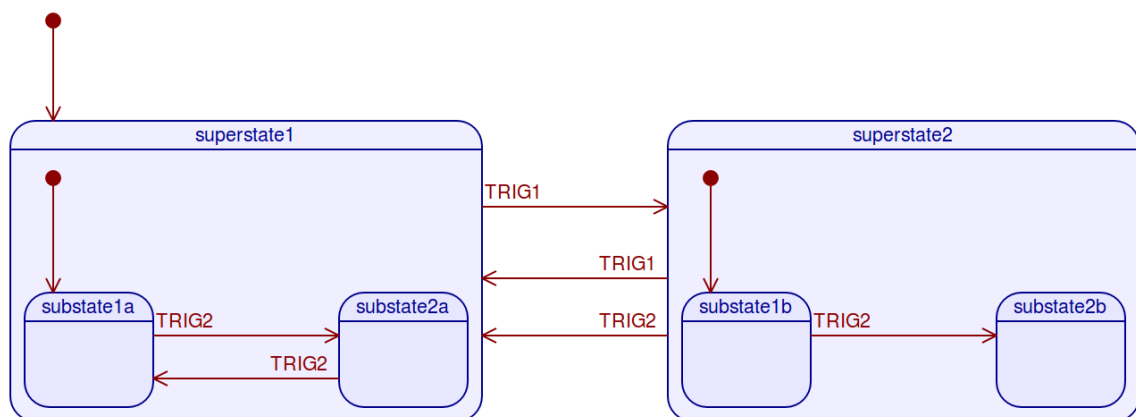 superstate1
superstate2
TRIG1
TRIG1
substate1a
substate2a
substate1b
substate2b
TRIG2
TRIG2
TRIG2
TRIG2